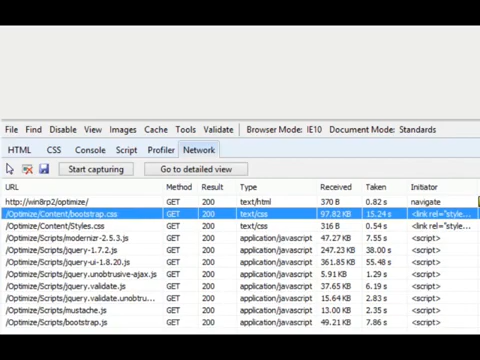 File Find Disable View Images Cache Tools Validate Browser Mode: IE10 Document Mode: Standards
HTML CSS Console Script Profiler Network
Start capturing Go to detailed view
URL Method Result Type Received Taken Initiator
http://win8rp2/optimize/ GET 200 text/html 370 B 0.82 s navigate
/Optimize/Content/bootstrap.css GET 200 text/css 97.82 KB 15.24 s <link rel="style...
/Optimize/Content/Styles.css GET 200 text/css 316 B 0.54 s <link rel="style...
/Optimize/Scripts/modernizr-2.5.3.js GET 200 application/javascript 47.27 KB 7.55 s <script>
/Optimize/Scripts/jquery-1.7.2.js GET 200 application/javascript 247.23 KB 38.00 s <script>
/Optimize/Scripts/jquery-ui-1.8.20.js GET 200 application/javascript 361.85 KB 55.48 s <script>
/Optimize/Scripts/jquery.unobtrusive-ajax.js GET 200 application/javascript 5.91 KB 1.29 s <script>
/Optimize/Scripts/jquery.validate.js GET 200 application/javascript 37.65 KB 6.19 s <script>
/Optimize/Scripts/jquery.validate.unobtru... GET 200 application/javascript 15.68 KB 2.93 s <script>
/Optimize/Scripts/mustache.js GET 200 application/javascript 13.00 KB 2.35 s <script>
/Optimize/Scripts/bootstrap.js GET 200 application/javascript 49.21 KB 7.86 s <script>